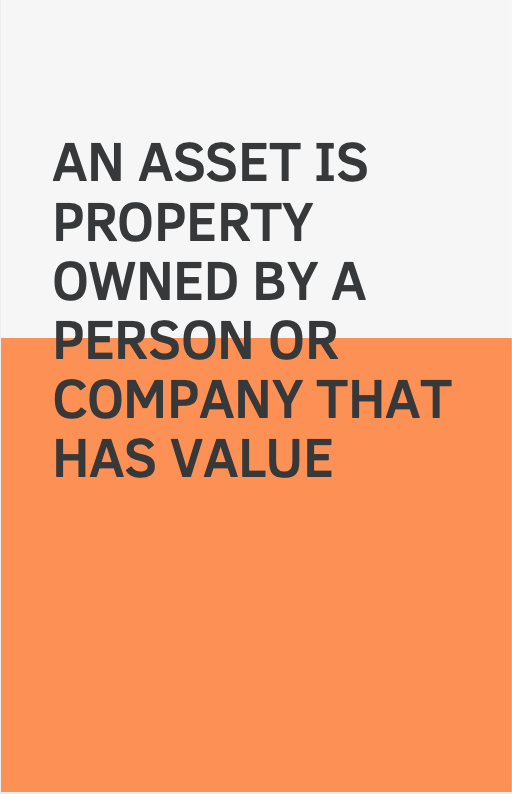 AN ASSET IS
PROPERTY
OWNED BY A
PERSON OR
COMPANY THAT
HAS VALUE